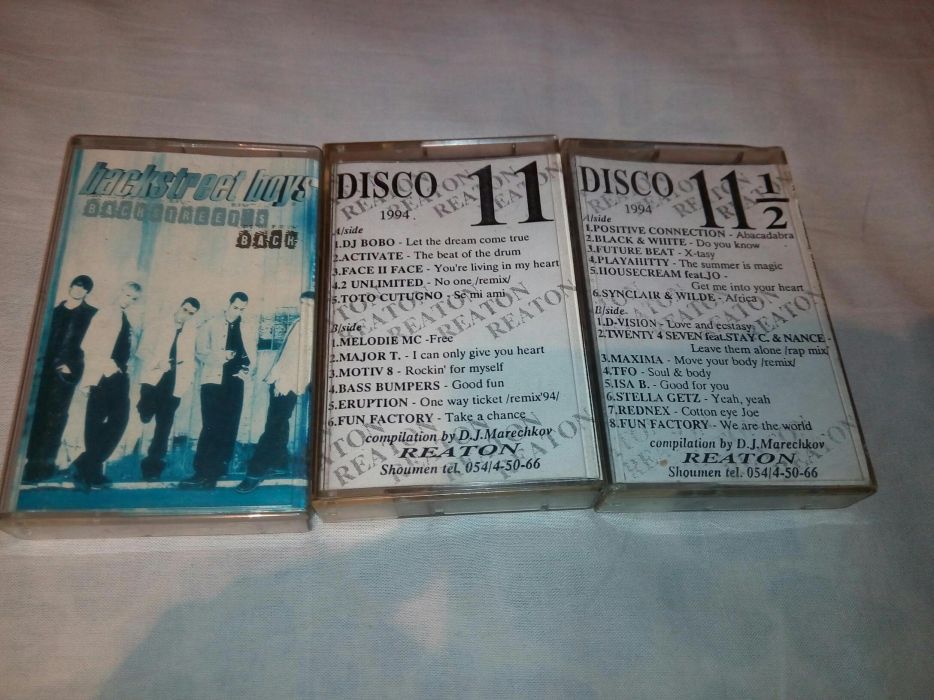 backstreet boys
BACKSTREET'S
BACK
DISCO 11
1994.
A/side
1.DJ BOBO - Let the dream come true
2.ACTIVATE - The beat of the drum
3.FACE II FACE - You're living in my heart
4.2 UNLIMITED - No one /remix/
5.TOTO CUTUGNO - Se mi ami
B/side
1.MELODIE MC -Free
2.MAJOR T. - I can only give you heart
3.MOTIV 8 - Rockin' for myself
4.BASS BUMPERS - Good fun
5.ERUPTION - One way ticket /remix'94/
6.FUN FACTORY - Take a chance
compilation by D.J.Marechkov
REATON
Shoumen tel. 054/4-50-66
DISCO 11 1/2
1994
A/side
1.POSITIVE CONNECTION - Abacadabra
2.BLACK & WHITE - Do you know
3.FUTURE BEAT - X-tasy
4.PLAYAHITTY - The summer is magic
5.HOUSECREAM feat.JO -
Get me into your heart
6.SYNCLAIR & WILDE - Africa
B/side-
1.D-VISION - Love and ecstasy
2.TWENTY 4 SEVEN feat.STAY C. & NANCE -
Leave them alone /rap mix/
3.MAXIMA - Move your body /remix/
4.TFO - Soul & body
5.ISA B. - Good for you
6.STELLA GETZ - Yeah, yeah
7.REDNEX - Cotton eye Joe
8.FUN FACTORY - We are the world
compilation by D.J.Marechkov
REATON
Shoumen tel. 054/4-50-66